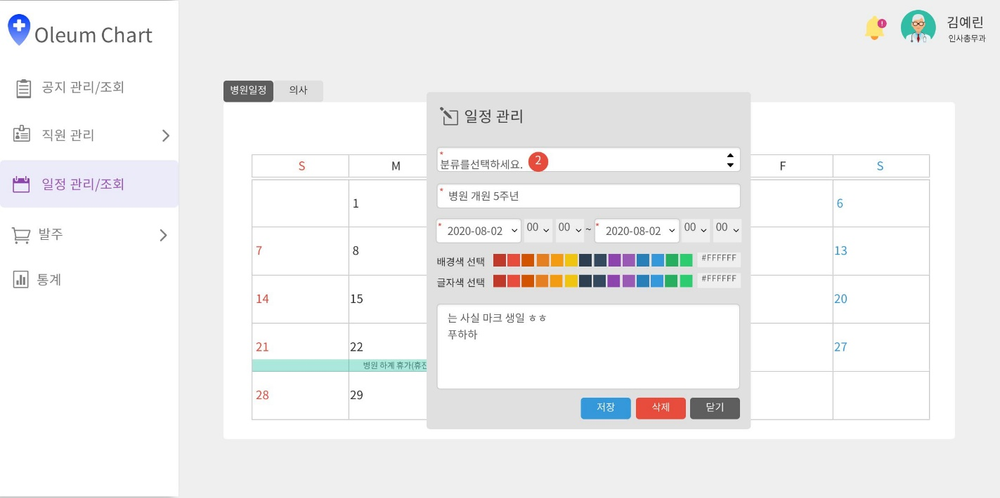 Oleum Chart
공지 관리/조회
직원 관리
일정 관리/조회
발주
통계
!
김예린
인사총무과
병원일정 의사
S M F S
1 6
7 8 13
14 15 20
21 22 27
병원 하계 휴가(휴진
28 29
일정 관리
* 분류를선택하세요. 2
* 병원 개원 5주년
* 2020-08-02 00 00 ~ * 2020-08-02 00 00
배경색 선택 #FFFFFF
글자색 선택 #FFFFFF
는 사실 마크 생일 ㅎㅎ
푸하하
저장 삭제 닫기